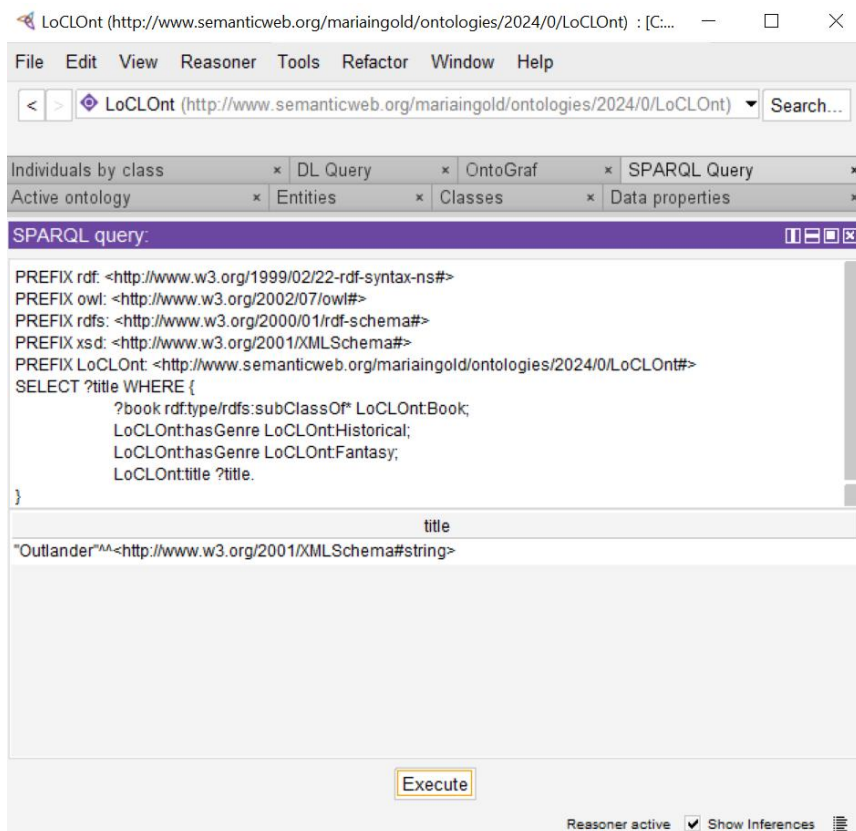 LoCLOnt (http://www.semanticweb.org/mariaingold/ontologies/2024/0/LoCLOnt) : [C:...
File Edit View Reasoner Tools Refactor Window Help
< > LoCLOnt (http://www.semanticweb.org/mariaingold/ontologies/2024/0/LoCLOnt) Search...
Individuals by class × DL Query × OntoGraf × SPARQL Query ×
Active ontology × Entities × Classes × Data properties ×
SPARQL query:
PREFIX rdf: <http://www.w3.org/1999/02/22-rdf-syntax-ns#>
PREFIX owl: <http://www.w3.org/2002/07/owl#>
PREFIX rdfs: <http://www.w3.org/2000/01/rdf-schema#>
PREFIX xsd: <http://www.w3.org/2001/XMLSchema#>
PREFIX LoCLOnt: <http://www.semanticweb.org/mariaingold/ontologies/2024/0/LoCLOnt#>
SELECT ?title WHERE {
?book rdf:type/rdfs:subClassOf* LoCLOnt:Book;
LoCLOnt:hasGenre LoCLOnt:Historical;
LoCLOnt:hasGenre LoCLOnt:Fantasy;
LoCLOnt:title ?title.
}
title
"Outlander"^^<http://www.w3.org/2001/XMLSchema#string>
Execute
Reasoner active Show Inferences